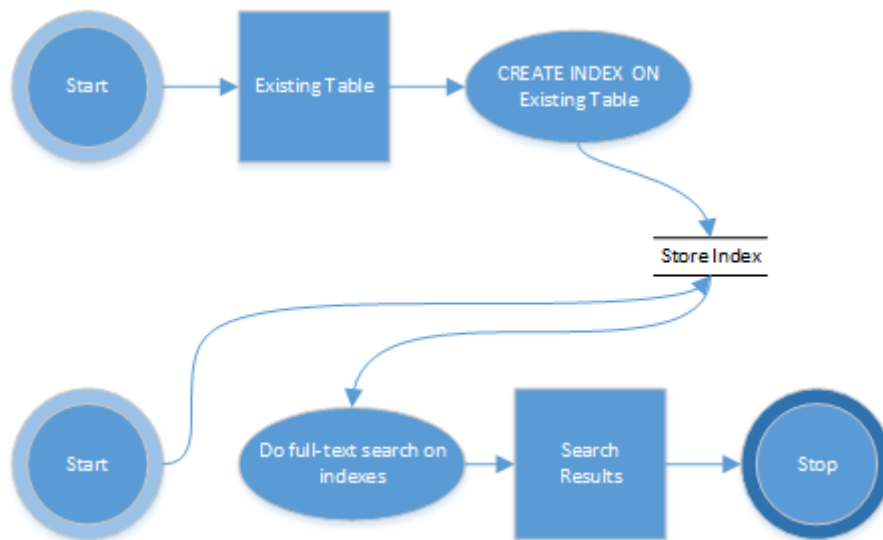 Start
Existing Table
CREATE INDEX ON
Existing Table
Store Index
Start
Do full-text search on
indexes
Search
Results
Stop